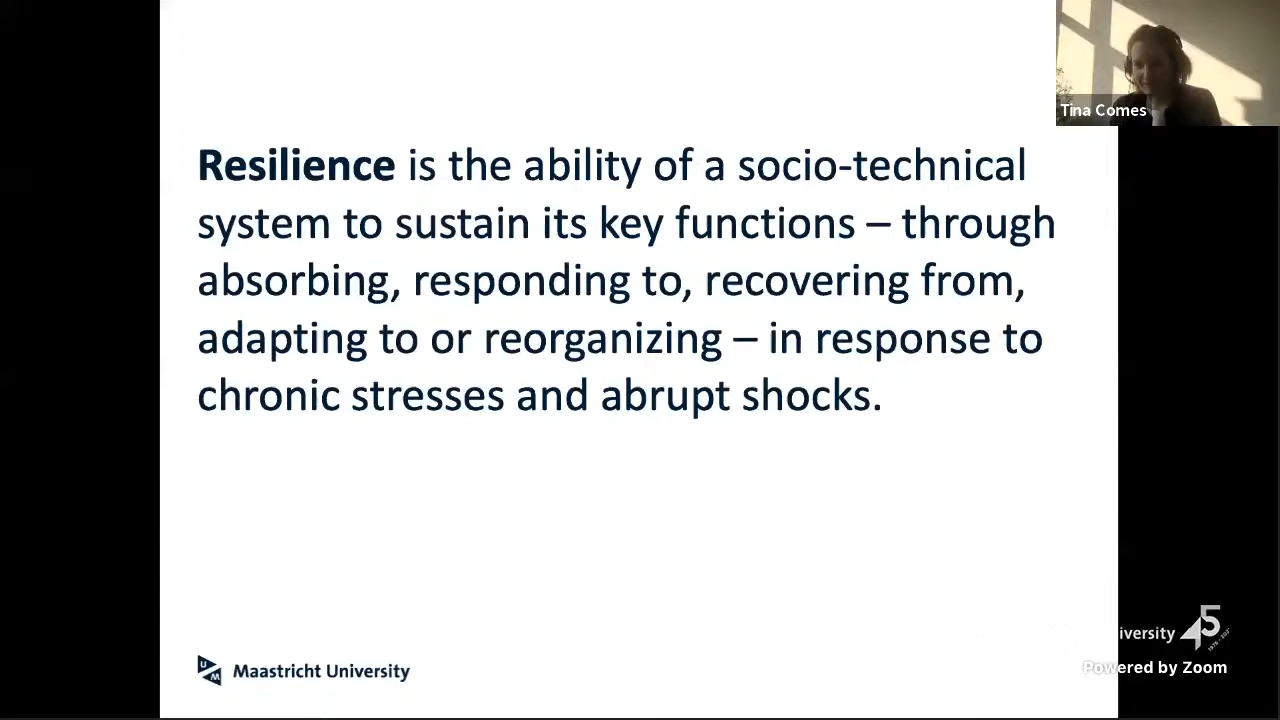 Tina Comes
Resilience is the ability of a socio-technical
system to sustain its key functions – through
absorbing, responding to, recovering from,
adapting to or reorganizing – in response to
chronic stresses and abrupt shocks.
UM
Maastricht University
iversity 45
Powered by Zoom